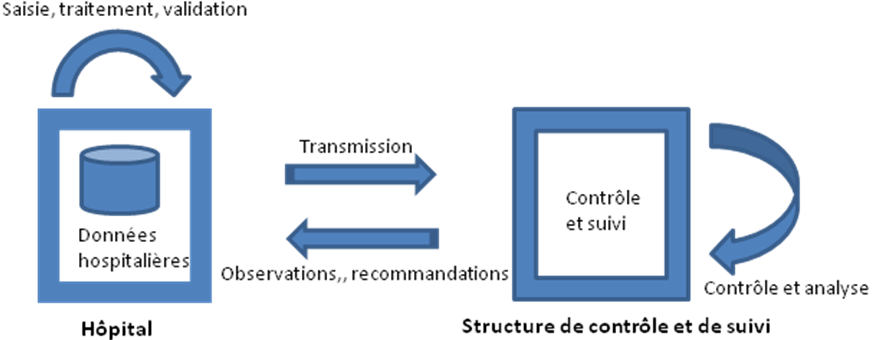 Saisie, traitement, validation
Transmission
Données
hospitalières
Observations,, recommandations
Hôpital
Contrôle
et suivi
Contrôle et analyse
Structure de contrôle et de suivi